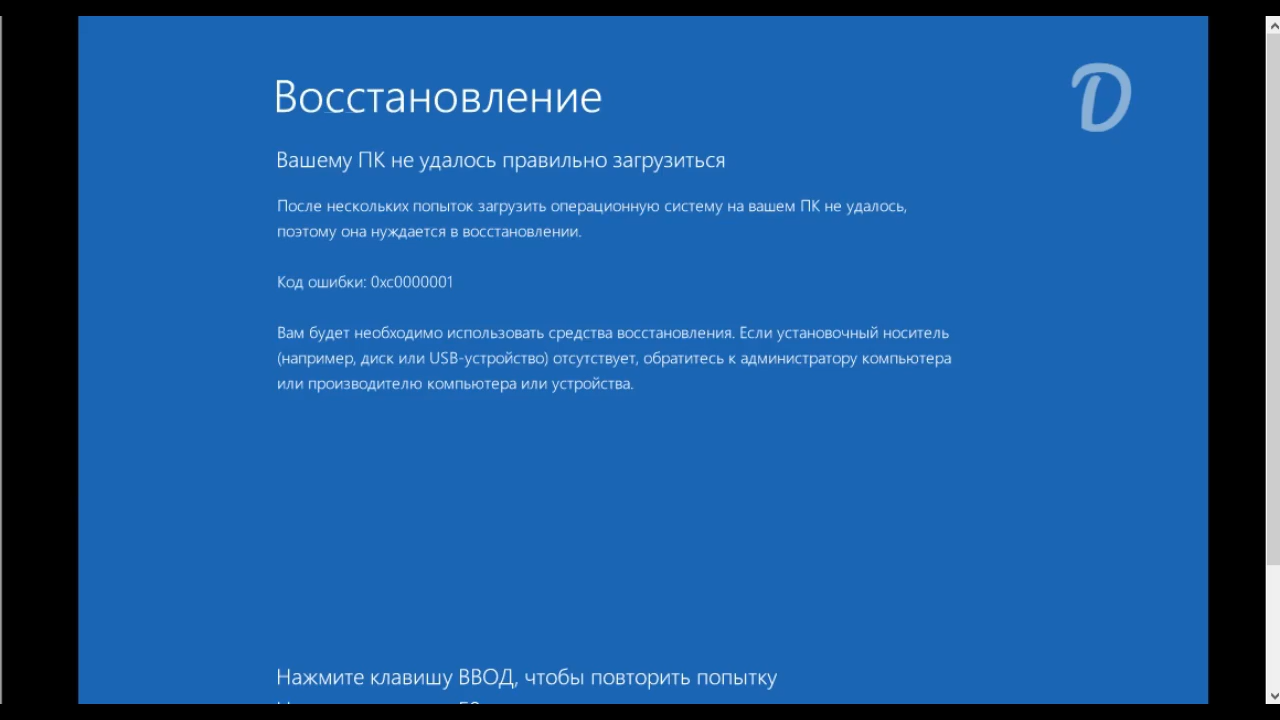 Восстановление
D
Вашему ПК не удалось правильно загрузиться
После нескольких попыток загрузить операционную систему на вашем ПК не удалось,
поэтому она нуждается в восстановлении.
Код ошибки: 0xc0000001
Вам будет необходимо использовать средства восстановления. Если установочный носитель
(например, диск или USB-устройство) отсутствует, обратитесь к администратору компьютера
или производителю компьютера или устройства.
Нажмите клавишу ВВОД, чтобы повторить попытку